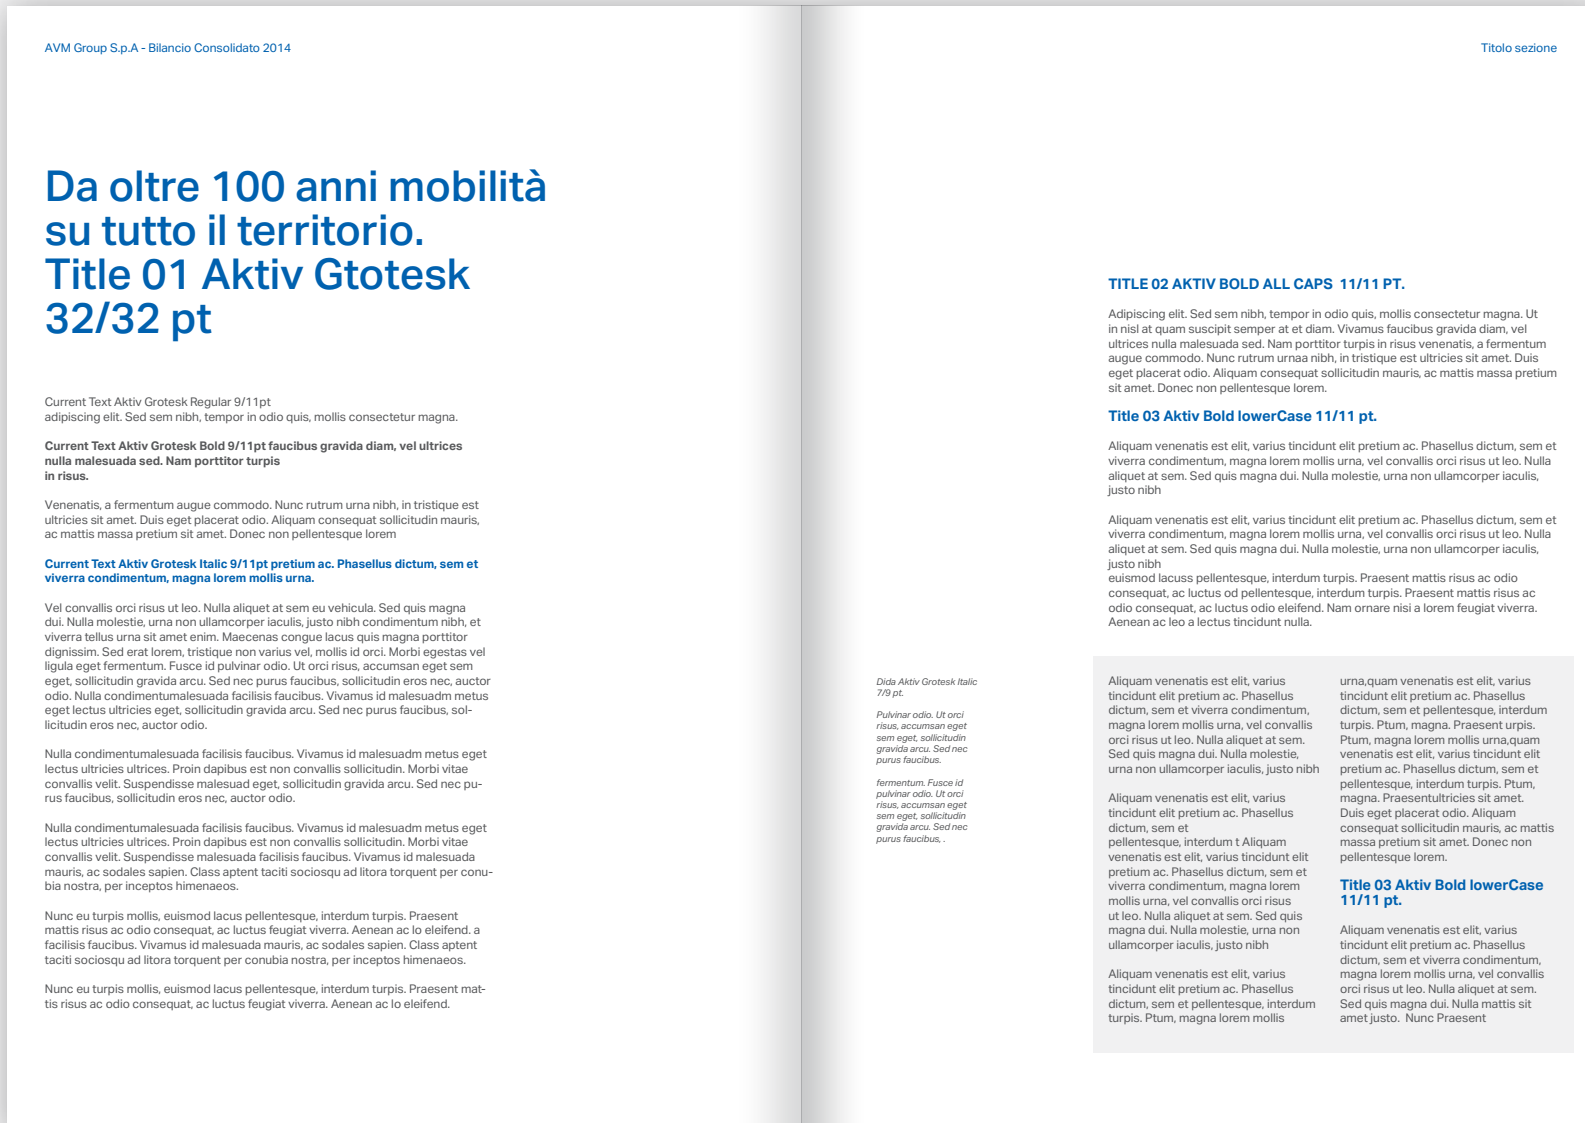 AVM Group S.p.A - Bilancio Consolidato 2014
Da oltre 100 anni mobilità
su tutto il territorio.
Title 01 Aktiv Gtotesk
32/32 pt
Current Text Aktiv Grotesk Regular 9/11pt
adipiscing elit. Sed sem nibh, tempor in odio quis, mollis consectetur magna.
Current Text Aktiv Grotesk Bold 9/11pt faucibus gravida diam, vel ultrices
nulla malesuada sed. Nam porttitor turpis
in risus.
Venenatis, a fermentum augue commodo. Nunc rutrum urna nibh, in tristique est
ultricies sit amet. Duis eget placerat odio. Aliquam consequat sollicitudin mauris,
ac mattis massa pretium sit amet. Donec non pellentesque lorem
Current Text Aktiv Grotesk Italic 9/11pt pretium ac. Phasellus dictum, sem et
viverra condimentum, magna lorem mollis urna.
Vel convallis orci risus ut leo. Nulla aliquet at sem eu vehicula. Sed quis magna
dui. Nulla molestie, urna non ullamcorper iaculis, justo nibh condimentum nibh, et
viverra tellus urna sit amet enim. Maecenas congue lacus quis magna porttitor
dignissim. Sed erat lorem, tristique non varius vel, mollis id orci. Morbi egestas vel
ligula eget fermentum. Fusce id pulvinar odio. Ut orci risus, accumsan eget sem
eget, sollicitudin gravida arcu. Sed nec purus faucibus, sollicitudin eros nec, auctor
odio. Nulla condimentumalesuada facilisis faucibus. Vivamus id malesuadm metus
eget lectus ultricies eget, sollicitudin gravida arcu. Sed nec purus faucibus, sol-
licitudin eros nec, auctor odio.
Nulla condimentumalesuada facilisis faucibus. Vivamus id malesuadm metus eget
lectus ultricies ultrices. Proin dapibus est non convallis sollicitudin. Morbi vitae
convallis velit. Suspendisse malesuad eget, sollicitudin gravida arcu. Sed nec pu-
rus faucibus, sollicitudin eros nec, auctor odio.
Nulla condimentumalesuada facilisis faucibus. Vivamus id malesuadm metus eget
lectus ultricies ultrices. Proin dapibus est non convallis sollicitudin. Morbi vitae
convallis velit. Suspendisse malesuada facilisis faucibus. Vivamus id malesuada
mauris, ac sodales sapien. Class aptent taciti sociosqu ad litora torquent per conu-
bia nostra, per inceptos himenaeos.
Nunc eu turpis mollis, euismod lacus pellentesque, interdum turpis. Praesent
mattis risus ac odio consequat, ac luctus feugiat viverra. Aenean ac lo eleifend. a
facilisis faucibus. Vivamus id malesuada mauris, ac sodales sapien. Class aptent
taciti sociosqu ad litora torquent per conubia nostra, per inceptos himenaeos.
Nunc eu turpis mollis, euismod lacus pellentesque, interdum turpis. Praesent mat-
tis risus ac odio consequat, ac luctus feugiat viverra. Aenean ac lo eleifend.
Titolo sezione
TITLE 02 AKTIV BOLD ALL CAPS  11/11 PT.
Adipiscing elit. Sed sem nibh, tempor in odio quis, mollis consectetur magna. Ut
in nisl at quam suscipit semper at et diam. Vivamus faucibus gravida diam, vel
ultrices nulla malesuada sed. Nam porttitor turpis in risus venenatis, a fermentum
augue commodo. Nunc rutrum urnaa nibh, in tristique est ultricies sit amet. Duis
eget placerat odio. Aliquam consequat sollicitudin mauris, ac mattis massa pretium
sit amet. Donec non pellentesque lorem.
Title 03 Aktiv Bold lowerCase 11/11 pt.
Aliquam venenatis est elit, varius tincidunt elit pretium ac. Phasellus dictum, sem et
viverra condimentum, magna lorem mollis urna, vel convallis orci risus ut leo. Nulla
aliquet at sem. Sed quis magna dui. Nulla molestie, urna non ullamcorper iaculis,
justo nibh
Aliquam venenatis est elit, varius tincidunt elit pretium ac. Phasellus dictum, sem et
viverra condimentum, magna lorem mollis urna, vel convallis orci risus ut leo. Nulla
aliquet at sem. Sed quis magna dui. Nulla molestie, urna non ullamcorper iaculis,
justo nibh
euismod lacuss pellentesque, interdum turpis. Praesent mattis risus ac odio
consequat, ac luctus od pellentesque, interdum turpis. Praesent mattis risus ac
odio consequat, ac luctus odio eleifend. Nam ornare nisi a lorem feugiat viverra.
Aenean ac leo a lectus tincidunt nulla.
Dida Aktiv Grotesk Italic
7/9 pt.
Pulvinar odio. Ut orci
risus, accumsan eget
sem eget, sollicitudin
gravida arcu. Sed nec
purus faucibus.
fermentum. Fusce id
pulvinar odio. Ut orci
risus, accumsan eget
sem eget, sollicitudin
gravida arcu. Sed nec
purus faucibus, .
Aliquam venenatis est elit, varius
tincidunt elit pretium ac. Phasellus
dictum, sem et viverra condimentum,
magna lorem mollis urna, vel convallis
orci risus ut leo. Nulla aliquet at sem.
Sed quis magna dui. Nulla molestie,
urna non ullamcorper iaculis, justo nibh
Aliquam venenatis est elit, varius
tincidunt elit pretium ac. Phasellus
dictum, sem et
pellentesque, interdum t Aliquam
venenatis est elit, varius tincidunt elit
pretium ac. Phasellus dictum, sem et
viverra condimentum, magna lorem
mollis urna, vel convallis orci risus
ut leo. Nulla aliquet at sem. Sed quis
magna dui. Nulla molestie, urna non
ullamcorper iaculis, justo nibh
Aliquam venenatis est elit, varius
tincidunt elit pretium ac. Phasellus
dictum, sem et pellentesque, interdum
turpis. Ptum, magna lorem mollis
urna,quam venenatis est elit, varius
tincidunt elit pretium ac. Phasellus
dictum, sem et pellentesque, interdum
turpis. Ptum, magna. Praesent urpis.
Ptum, magna lorem mollis urna,quam
venenatis est elit, varius tincidunt elit
pretium ac. Phasellus dictum, sem et
pellentesque, interdum turpis. Ptum,
magna. Praesentultricies sit amet.
Duis eget placerat odio. Aliquam
consequat sollicitudin mauris, ac mattis
massa pretium sit amet. Donec non
pellentesque lorem.
Title 03 Aktiv Bold lowerCase
11/11 pt.
Aliquam venenatis est elit, varius
tincidunt elit pretium ac. Phasellus
dictum, sem et viverra condimentum,
magna lorem mollis urna, vel convallis
orci risus ut leo. Nulla aliquet at sem.
Sed quis magna dui. Nulla mattis sit
amet justo.  Nunc Praesent